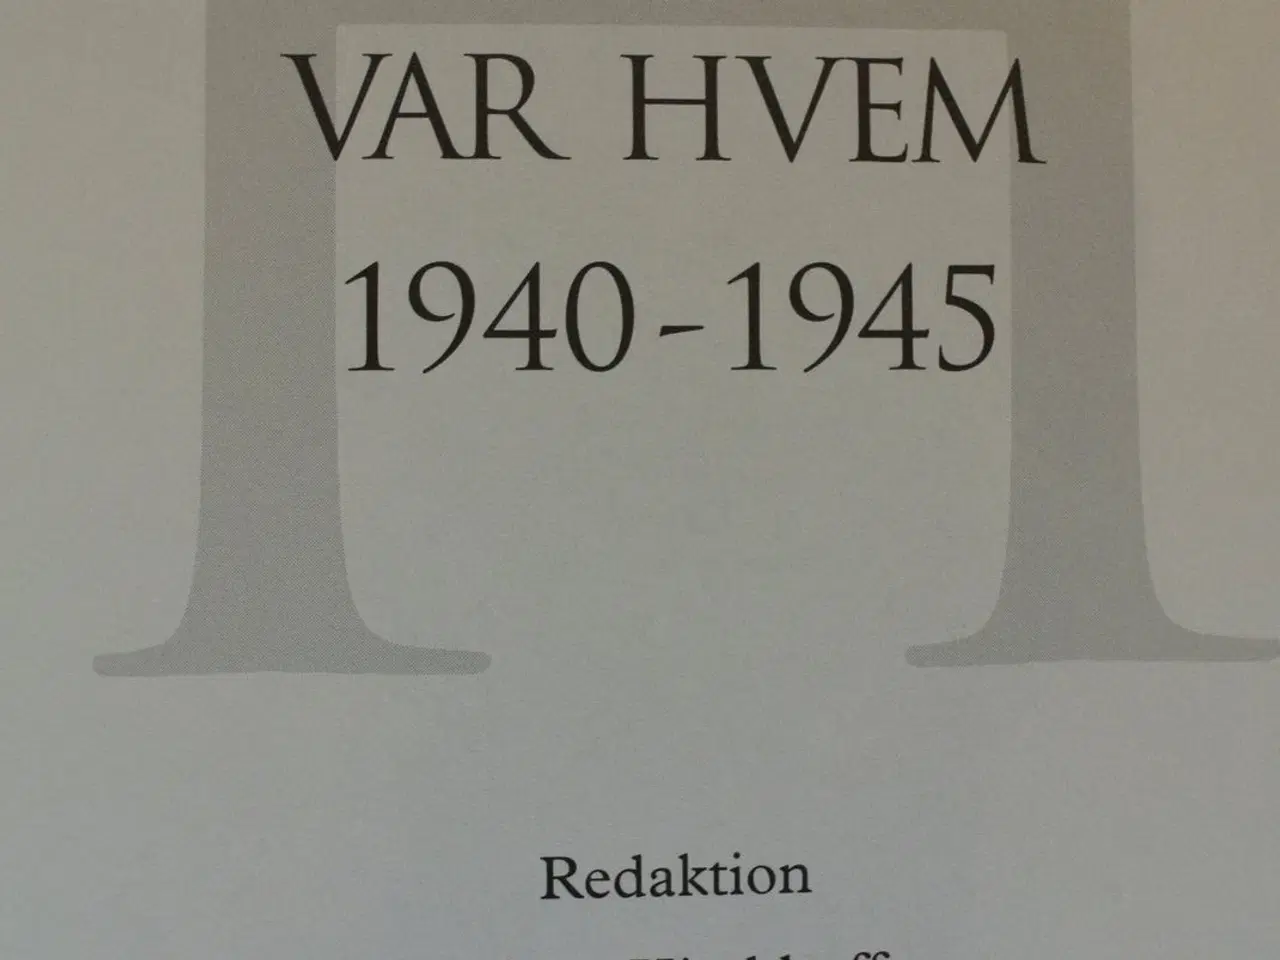 VAR HVEM
1940-1945
Redaktion